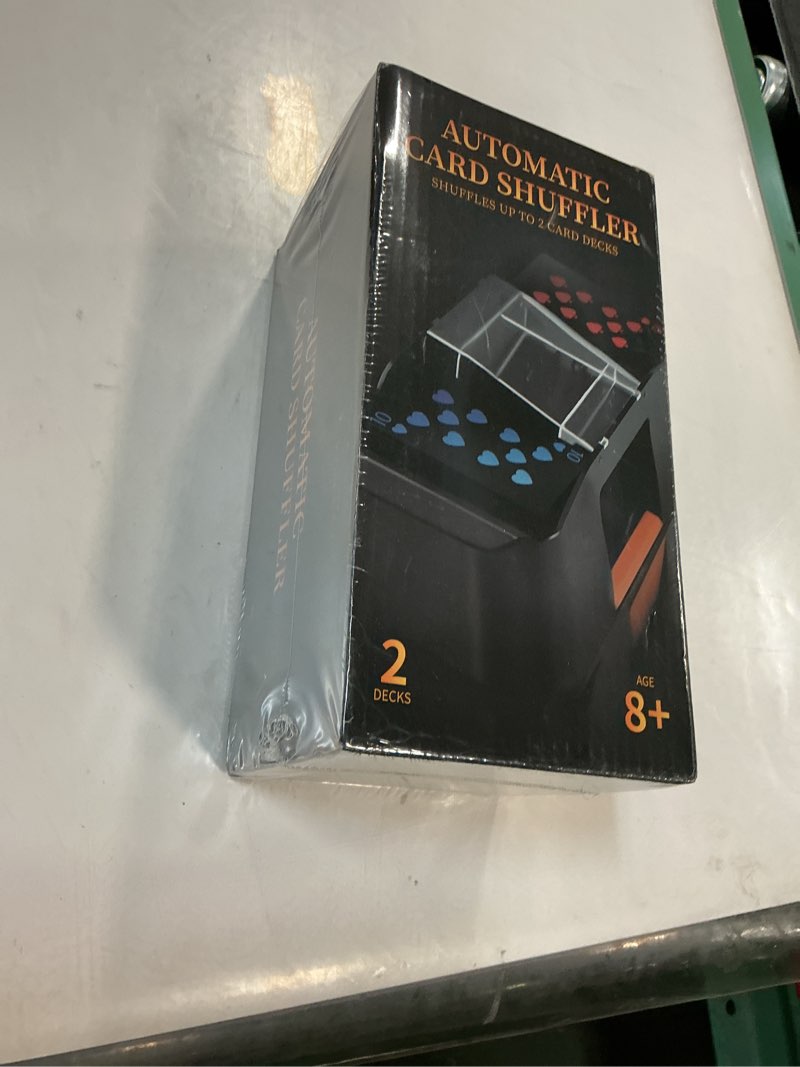 AUTOMATIC
CARD SHUFFLER
SHUFFLES UP TO 2 CARD DECKS
10
10
2
DECKS
AGE
8+
AUTOMATIC
CARD SHUFFLER